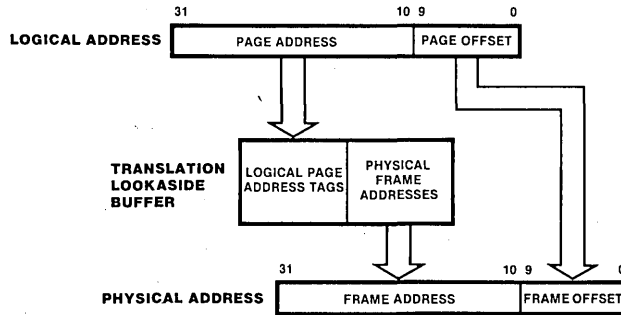 31 10 9 0
LOGICAL ADDRESS PAGE ADDRESS PAGE OFFSET
TRANSLATION
LOOKASIDE
BUFFER
LOGICAL PAGE
ADDRESS TAGS
PHYSICAL
FRAME
ADDRESSES
31 10 9 0
PHYSICAL ADDRESS FRAME ADDRESS FRAME OFFSET